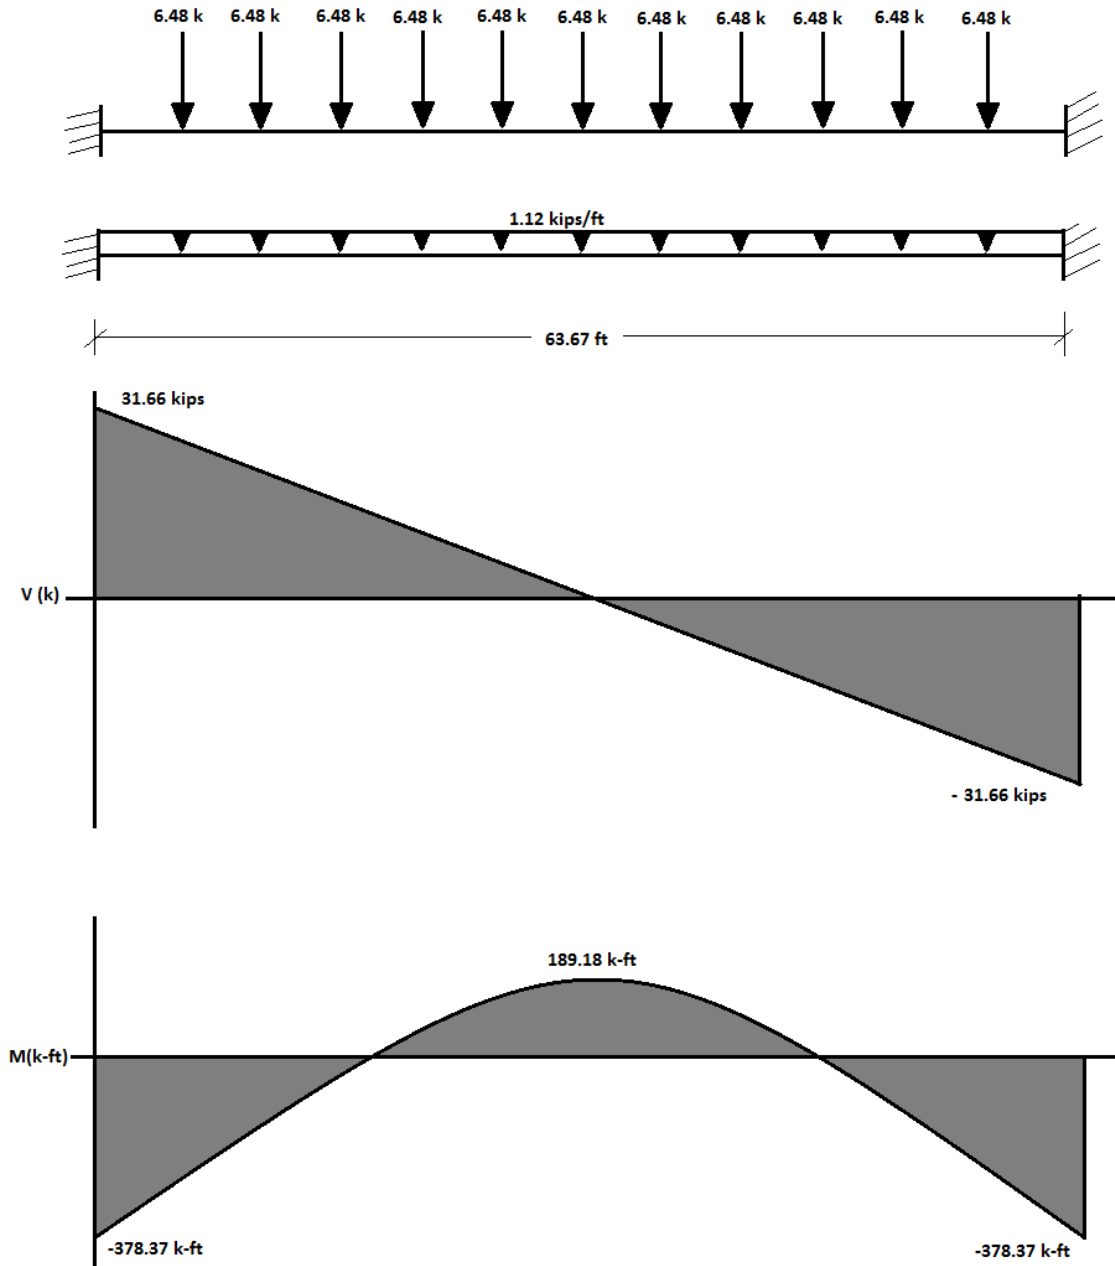 6.48 k 6.48 k 6.48 k 6.48 k 6.48 k 6.48 k 6.48 k 6.48 k 6.48 k 6.48 k 6.48 k
1.12 kips/ft
63.67 ft
31.66 kips
V (k)
- 31.66 kips
189.18 k-ft
M(k-ft)
-378.37 k-ft
-378.37 k-ft